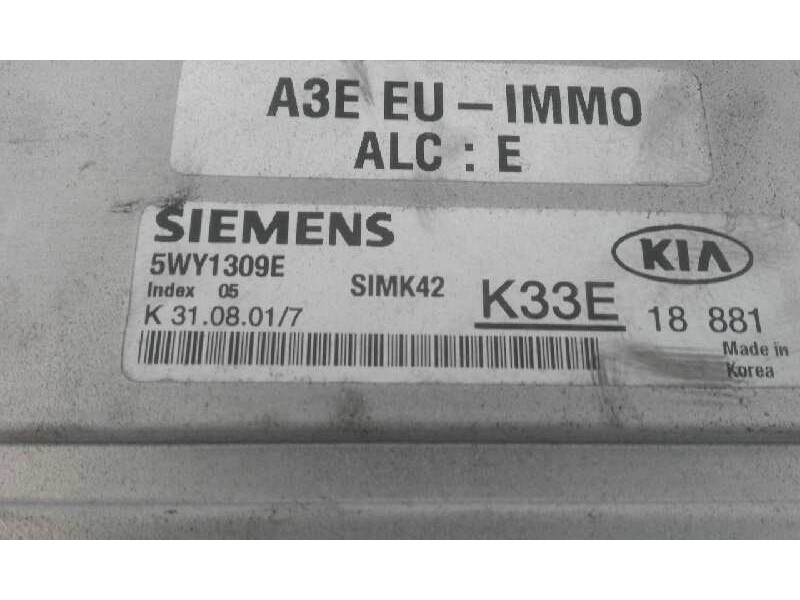 A3E EU-IMMO
ALC : E
SIEMENS
5WY1309E
KIA
Index 05
SIMK42
K33E
18 881
K 31.08.01/7
Made in
Korea